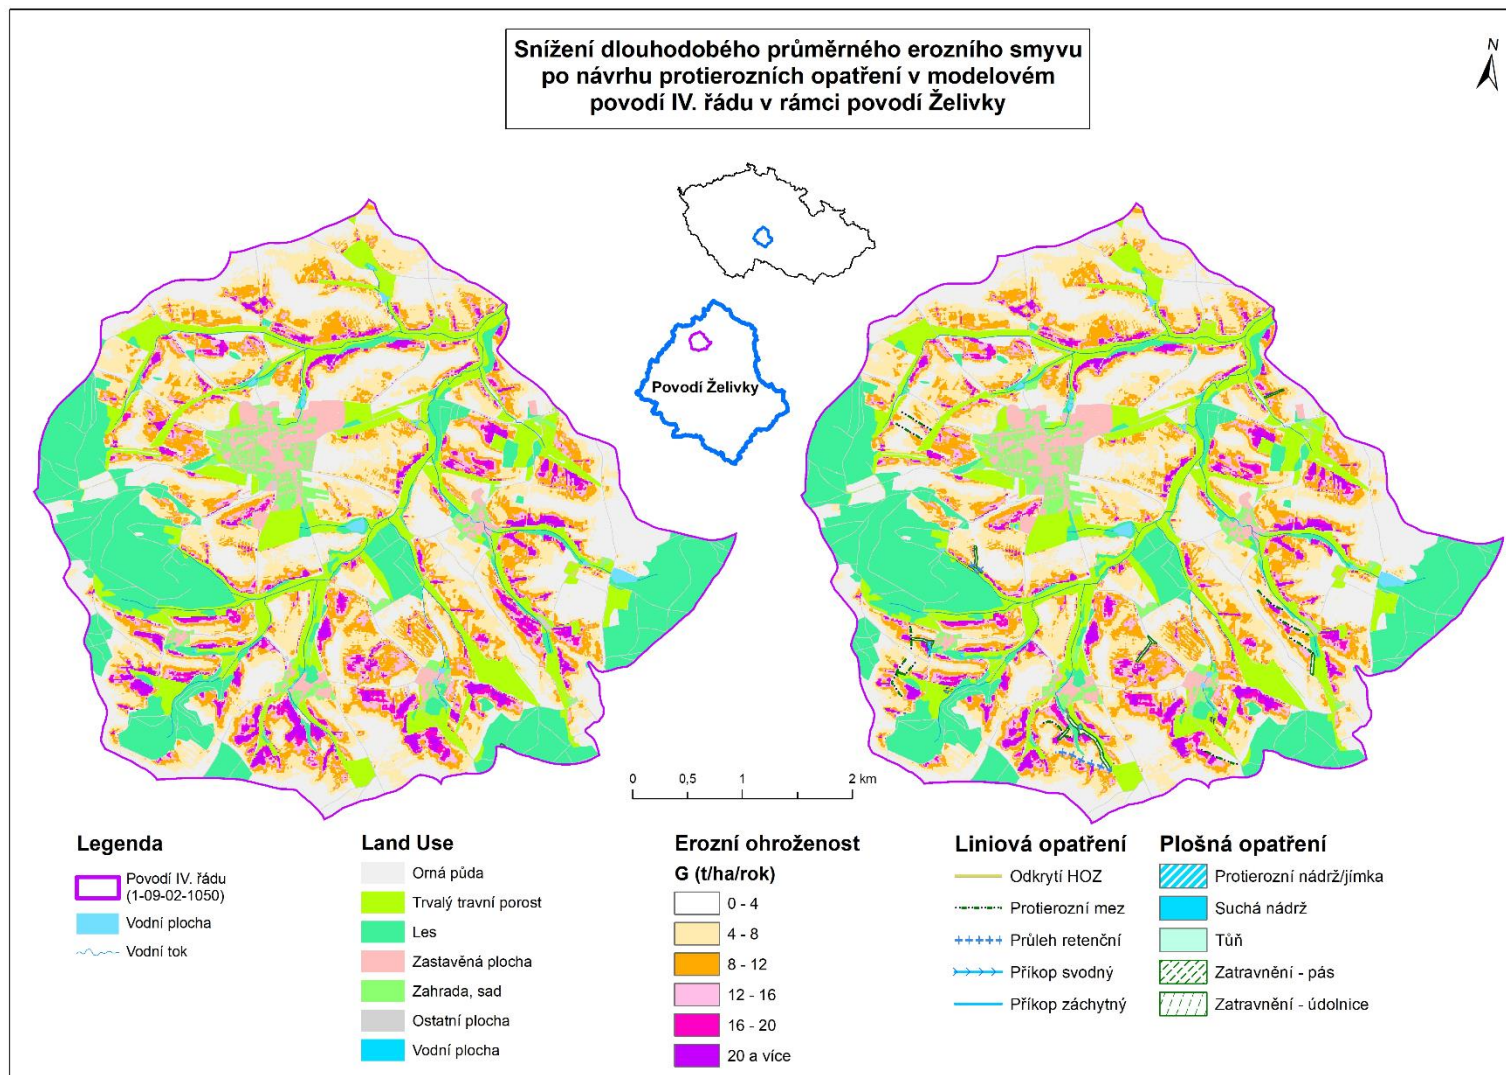 Snížení dlouhodobého průměrného erozního smyvu
po návrhu protierozních opatření v modelovém
povodí IV. řádu v rámci povodí Želivky
N
Povodí Želivky
0 0,5 1 2 km
Legenda
Povodí IV. řádu
(1-09-02-1050)
Vodní plocha
Vodní tok
Land Use
Orná půda
Trvalý travní porost
Les
Zastavěná plocha
Zahrada, sad
Ostatní plocha
Vodní plocha
Erozní ohroženost
G (t/ha/rok)
0 - 4
4 - 8
8 - 12
12 - 16
16 - 20
20 a více
Liniová opatření
Odkrytí HOZ
Protierozní mez
Průleh retenční
Příkop svodný
Příkop záchytný
Plošná opatření
Protierozní nádrž/jímka
Suchá nádrž
Tůň
Zatravnění - pás
Zatravnění - údolnice